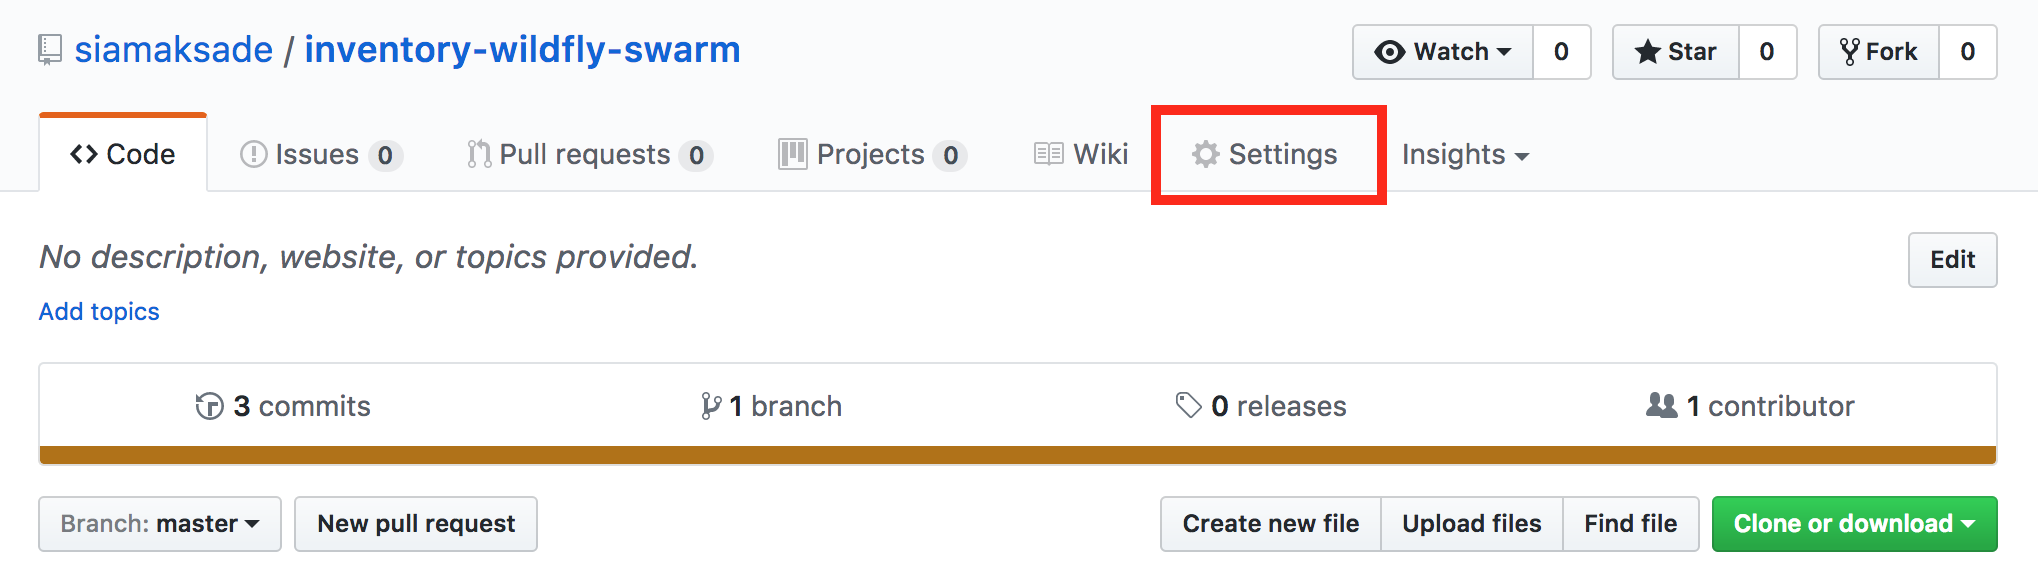 siamaksade / inventory-wildfly-swarm
Watch 0 Star 0 Fork 0
Code Issues 0 Pull requests 0 Projects 0 Wiki Settings Insights
No description, website, or topics provided.
Edit
Add topics
3 commits 1 branch 0 releases 1 contributor
Branch: master New pull request Create new file Upload files Find file Clone or download